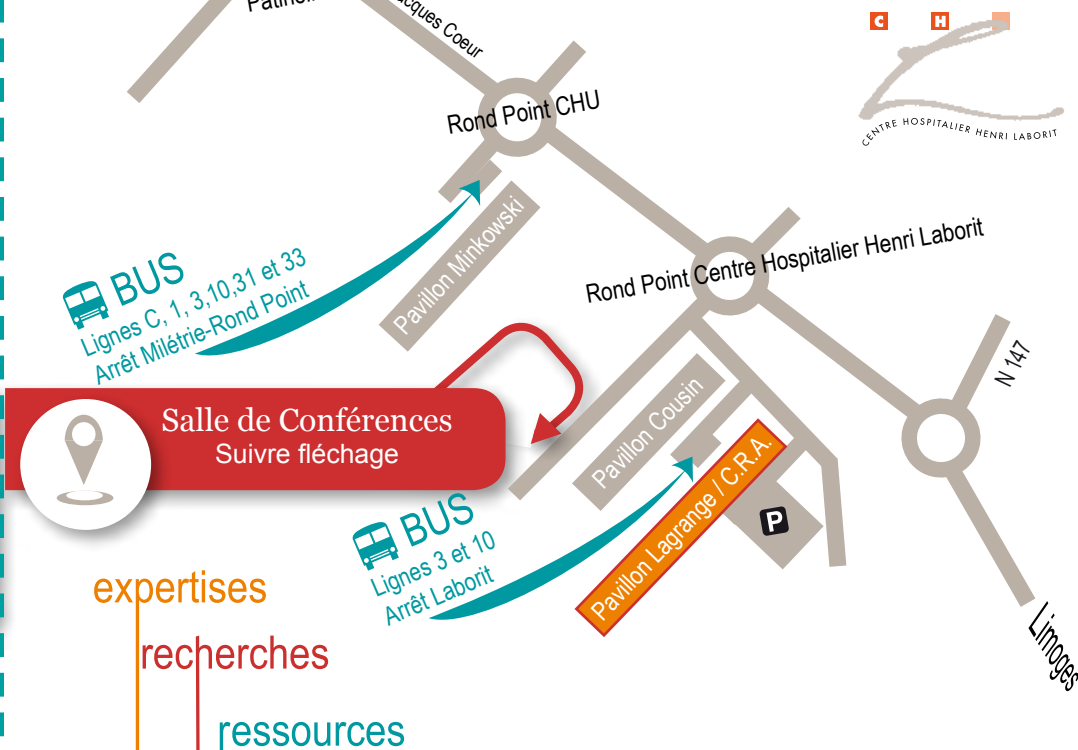 Jacques Coeur
Rond Point CHU
C H
CENTRE HOSPITALIER HENRI LABORIT
Pavillon Minkowski
Rond Point Centre Hospitalier Henri Laborit
BUS
Lignes C, 1, 3,10,31 et 33
Arrêt Milétrie-Rond Point
N 147
Salle de Conférences
Suivre fléchage
Pavillon Cousin
Pavillon Lagrange / C.R.A.
P
BUS
Lignes 3 et 10
Arrêt Laborit
Limoges
expertises
recherches
ressources